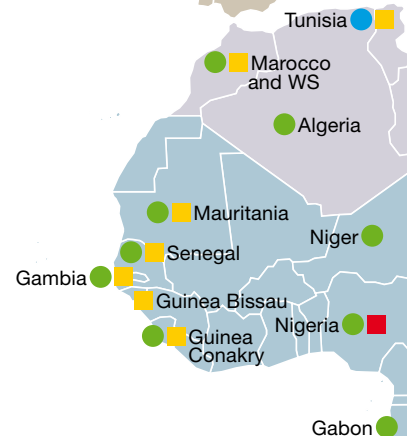 Tunisia
Marocco
and WS
Algeria
Mauritania
Niger
Senegal
Gambia
Guinea Bissau
Nigeria
Guinea
Conakry
Gabon